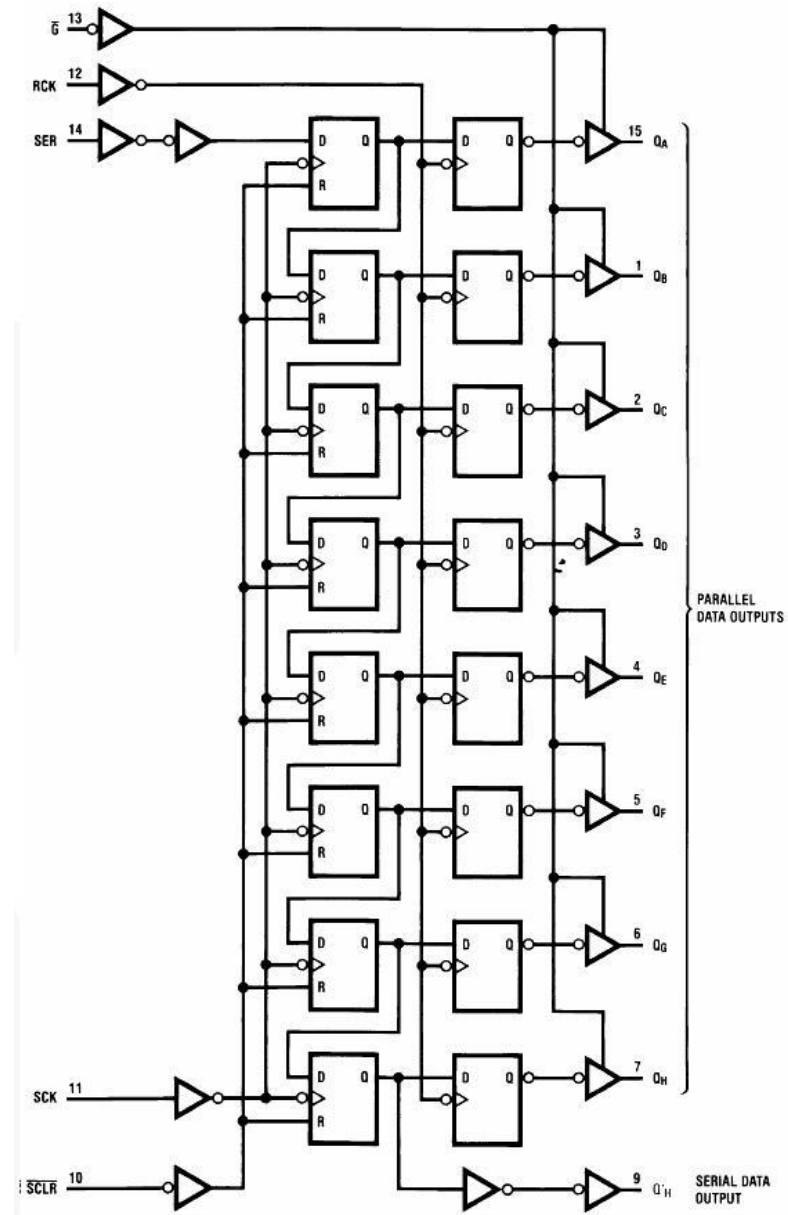 G̅ 13
RCK 12
SER 14
D Q D Q 15 QA
R
D Q D Q 1 QB
R
D Q D Q 2 QC
R
D Q D Q 3 QD
R
PARALLEL
DATA OUTPUTS
D Q D Q 4 QE
R
D Q D Q 5 QF
R
D Q D Q 6 QG
R
D Q D Q 7 QH
SCK 11
R
S̅C̅L̅R̅ 10
9 Q'H
SERIAL DATA
OUTPUT